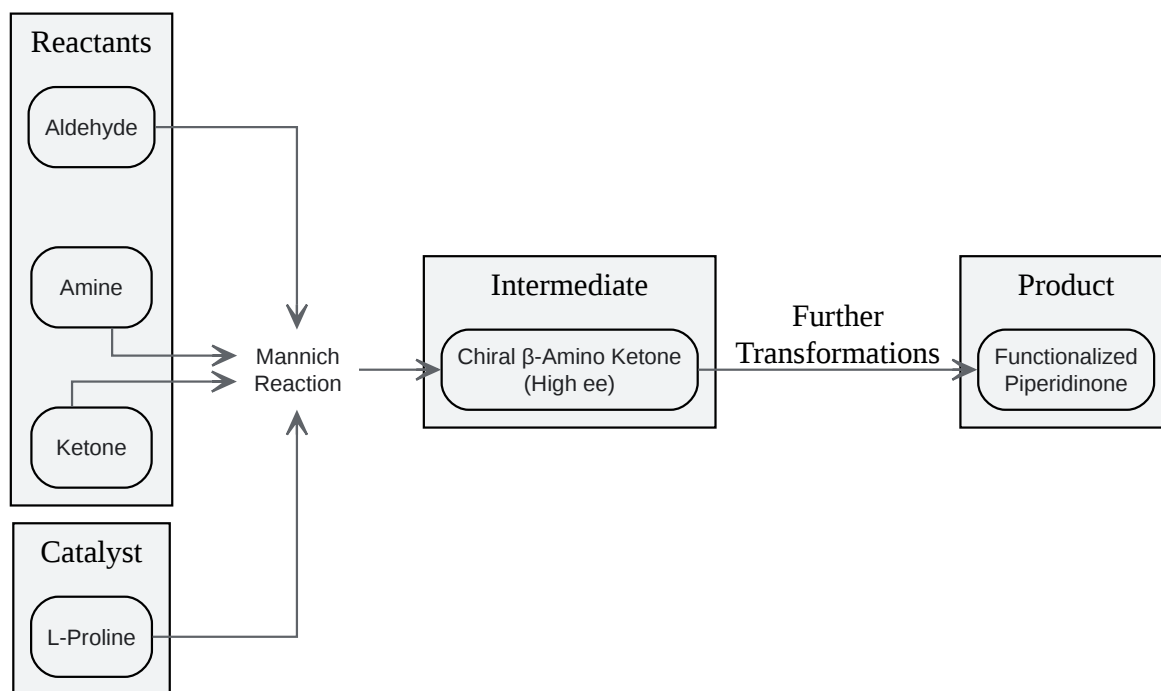 Reactants
Aldehyde
Amine
Ketone
Catalyst
L-Proline
Mannich
Reaction
Intermediate
Chiral β-Amino Ketone
(High ee)
Further
Transformations
Product
Functionalized
Piperidinone